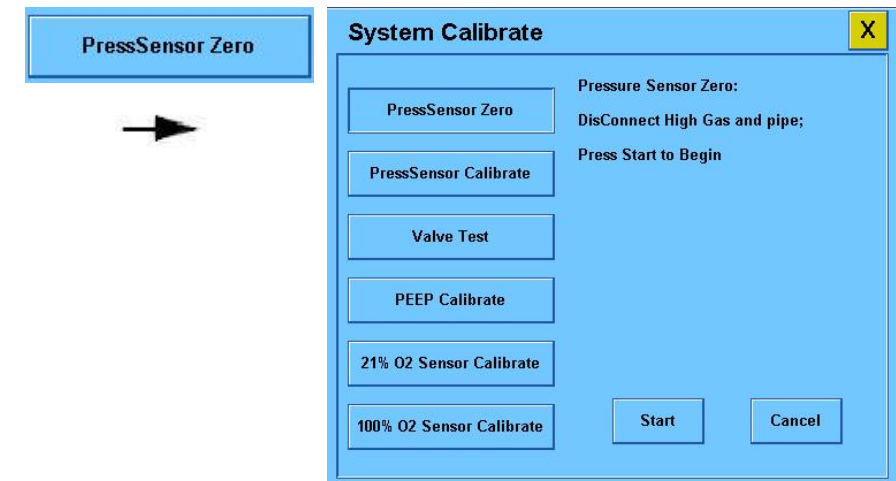 PressSensor Zero
System Calibrate
X
PressSensor Zero
Pressure Sensor Zero:
DisConnect High Gas and pipe;
Press Start to Begin
PressSensor Calibrate
Valve Test
PEEP Calibrate
21% O2 Sensor Calibrate
100% O2 Sensor Calibrate
Start
Cancel